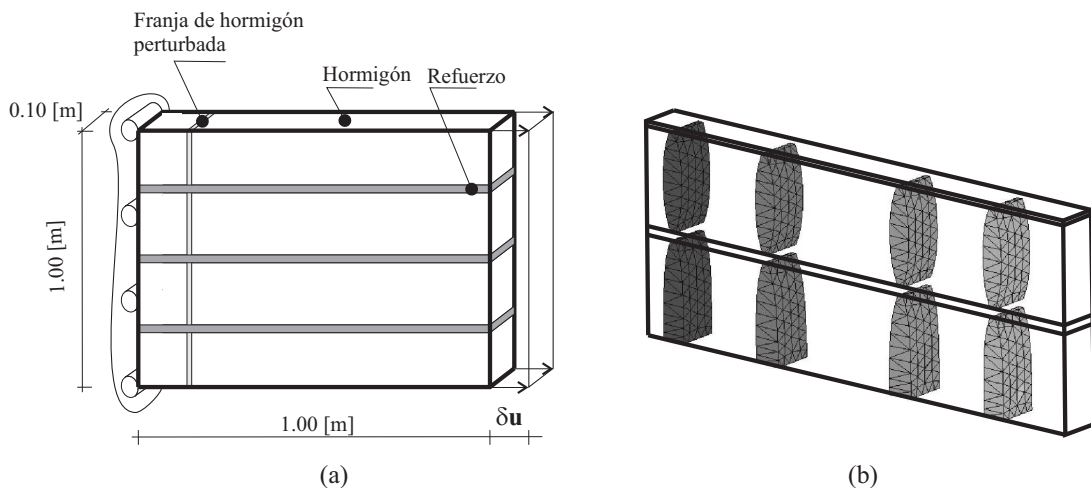 Franja de hormigón
perturbada
Hormigón
Refuerzo
0.10 [m]
1.00 [m]
1.00 [m]
δu
(a)
(b)